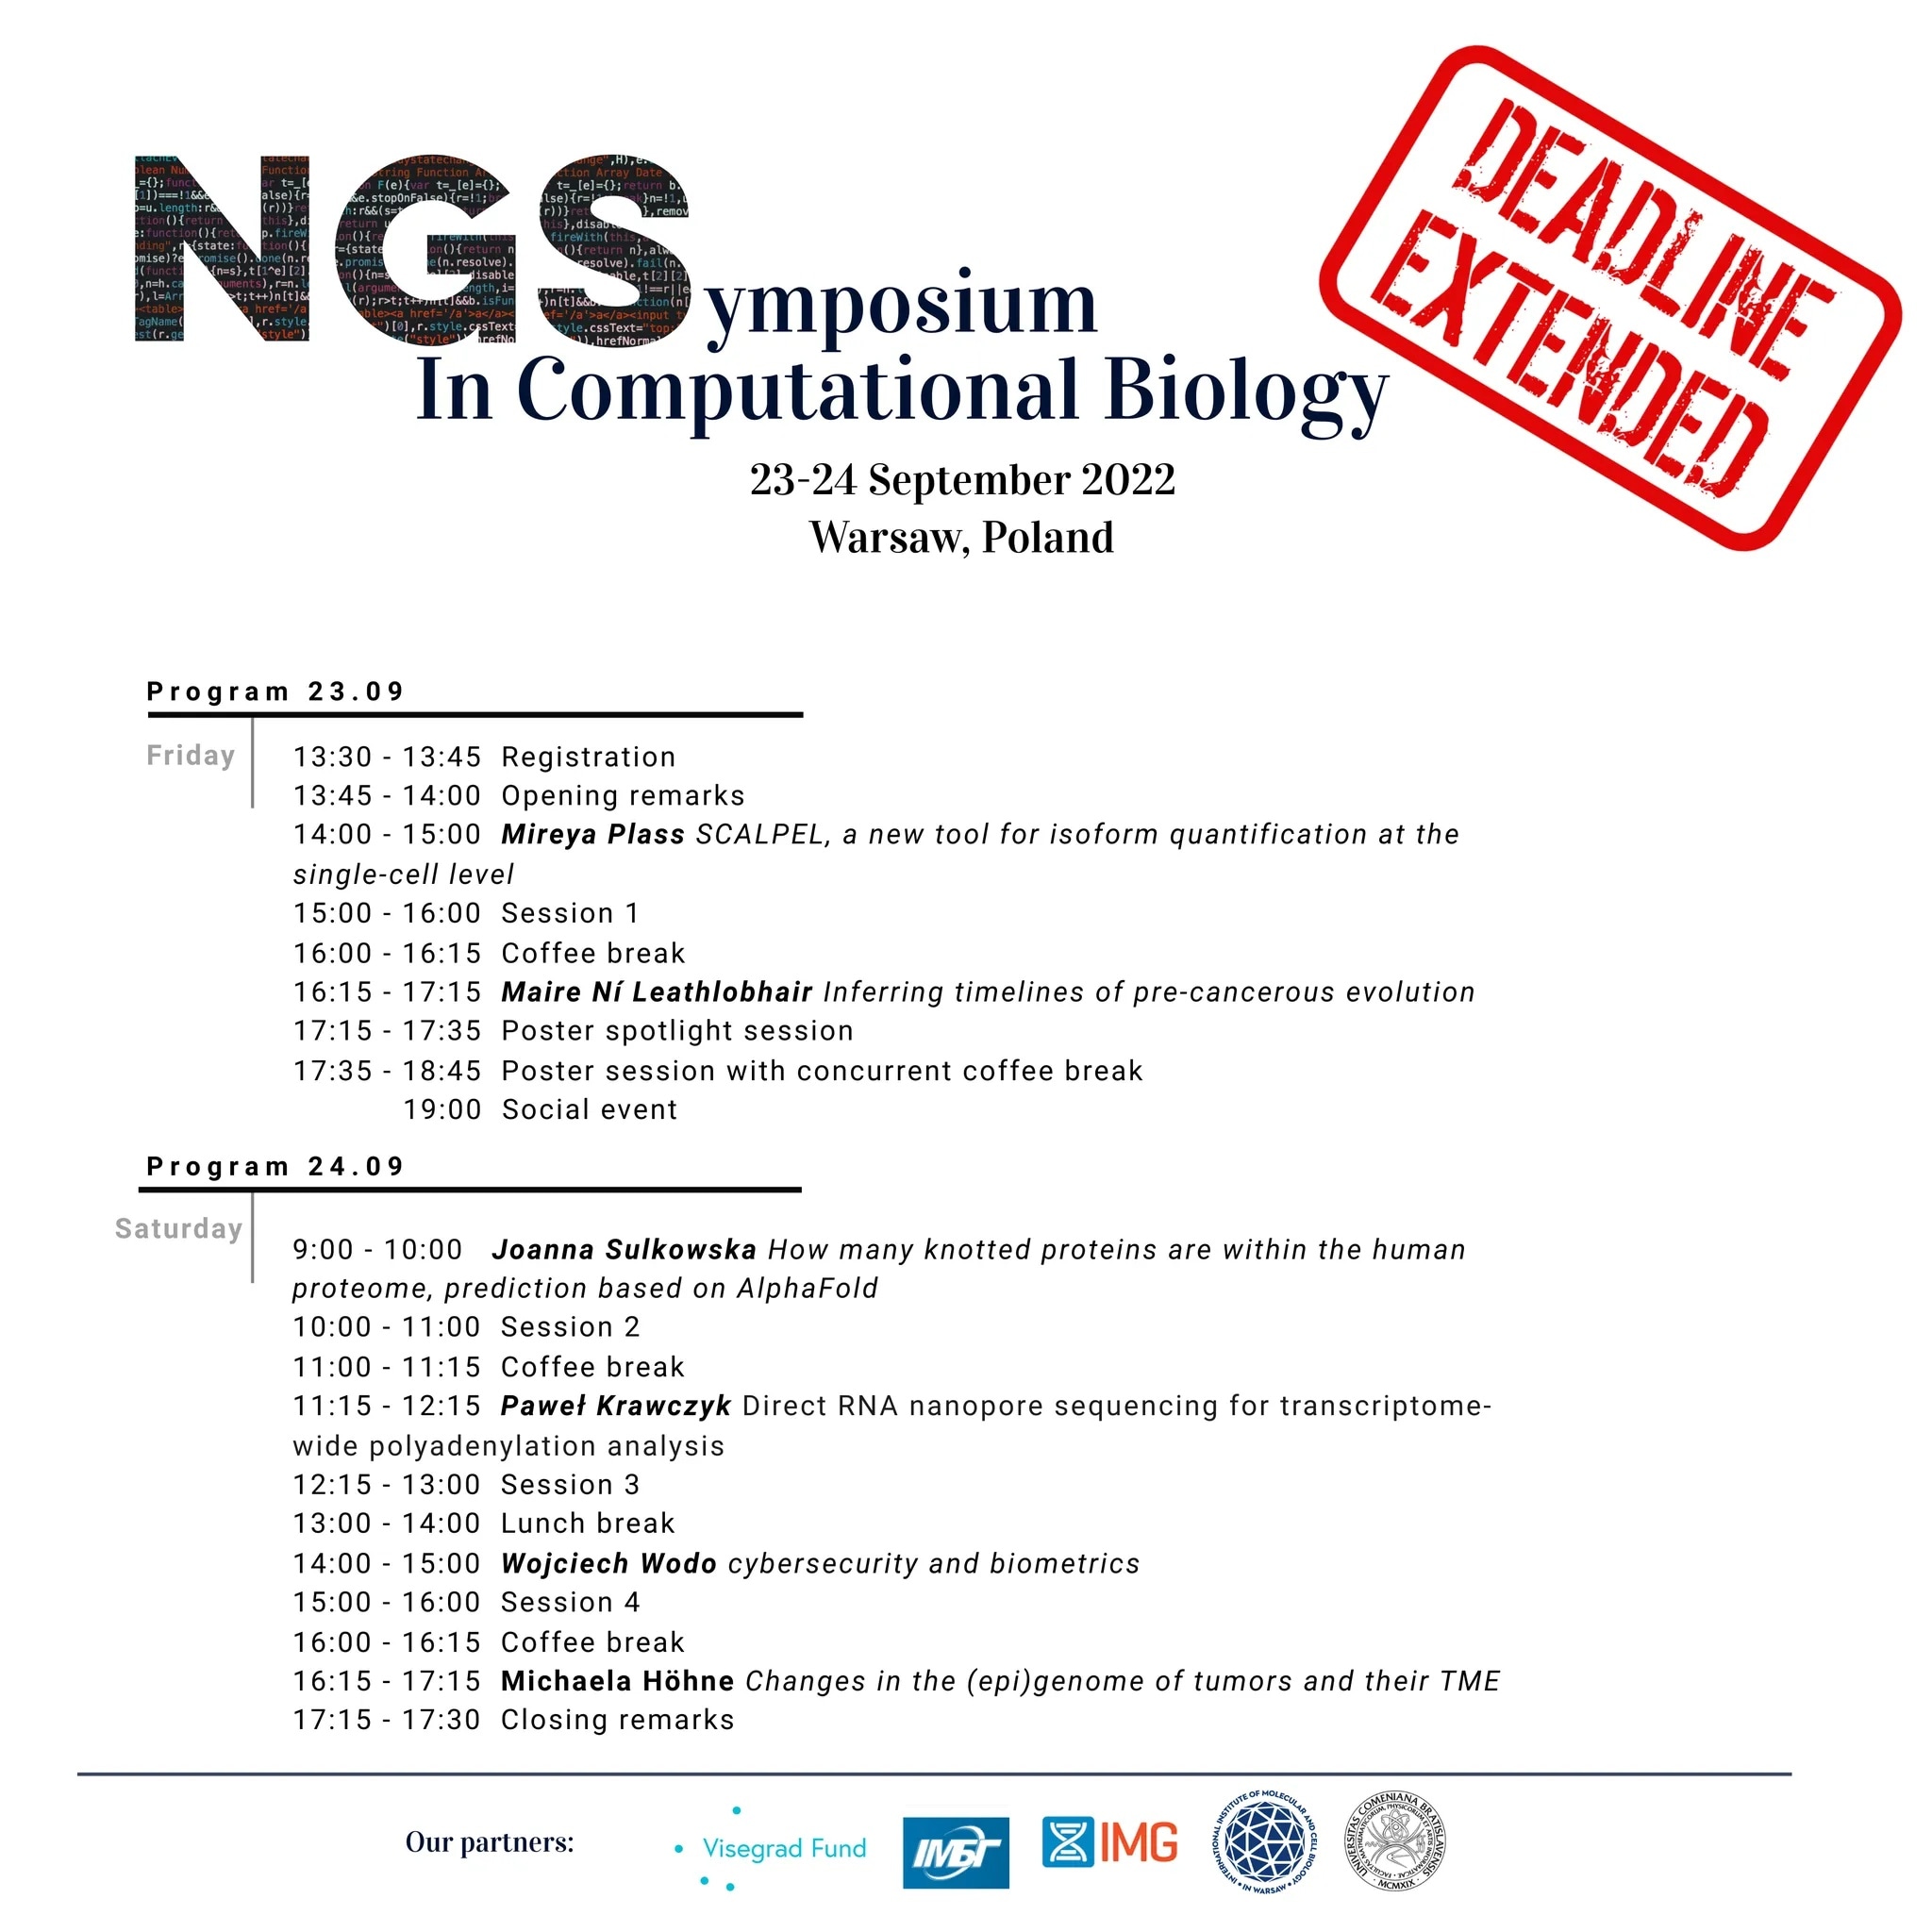 NGSymposium
In Computational Biology
23-24 September 2022
Warsaw, Poland
DEADLINE
EXTENDED
Program 23.09
Friday
13:30 - 13:45 Registration
13:45 - 14:00 Opening remarks
14:00 - 15:00 Mireya Plass SCALPEL, a new tool for isoform quantification at the
single-cell level
15:00 - 16:00 Session 1
16:00 - 16:15 Coffee break
16:15 - 17:15 Maire Ní Leathlobhair Inferring timelines of pre-cancerous evolution
17:15 - 17:35 Poster spotlight session
17:35 - 18:45 Poster session with concurrent coffee break
19:00 Social event
Program 24.09
Saturday
9:00 - 10:00 Joanna Sulkowska How many knotted proteins are within the human
proteome, prediction based on AlphaFold
10:00 - 11:00 Session 2
11:00 - 11:15 Coffee break
11:15 - 12:15 Paweł Krawczyk Direct RNA nanopore sequencing for transcriptome-
wide polyadenylation analysis
12:15 - 13:00 Session 3
13:00 - 14:00 Lunch break
14:00 - 15:00 Wojciech Wodo cybersecurity and biometrics
15:00 - 16:00 Session 4
16:00 - 16:15 Coffee break
16:15 - 17:15 Michaela Höhne Changes in the (epi)genome of tumors and their TME
17:15 - 17:30 Closing remarks
Our partners:
Visegrad Fund
ІМБГ
IMG
INTERNATIONAL INSTITUTE OF MOLECULAR AND CELL BIOLOGY • IN WARSAW •
UNIVERSITAS COMENIANA BRATISLAVENSIS
MCMXIX